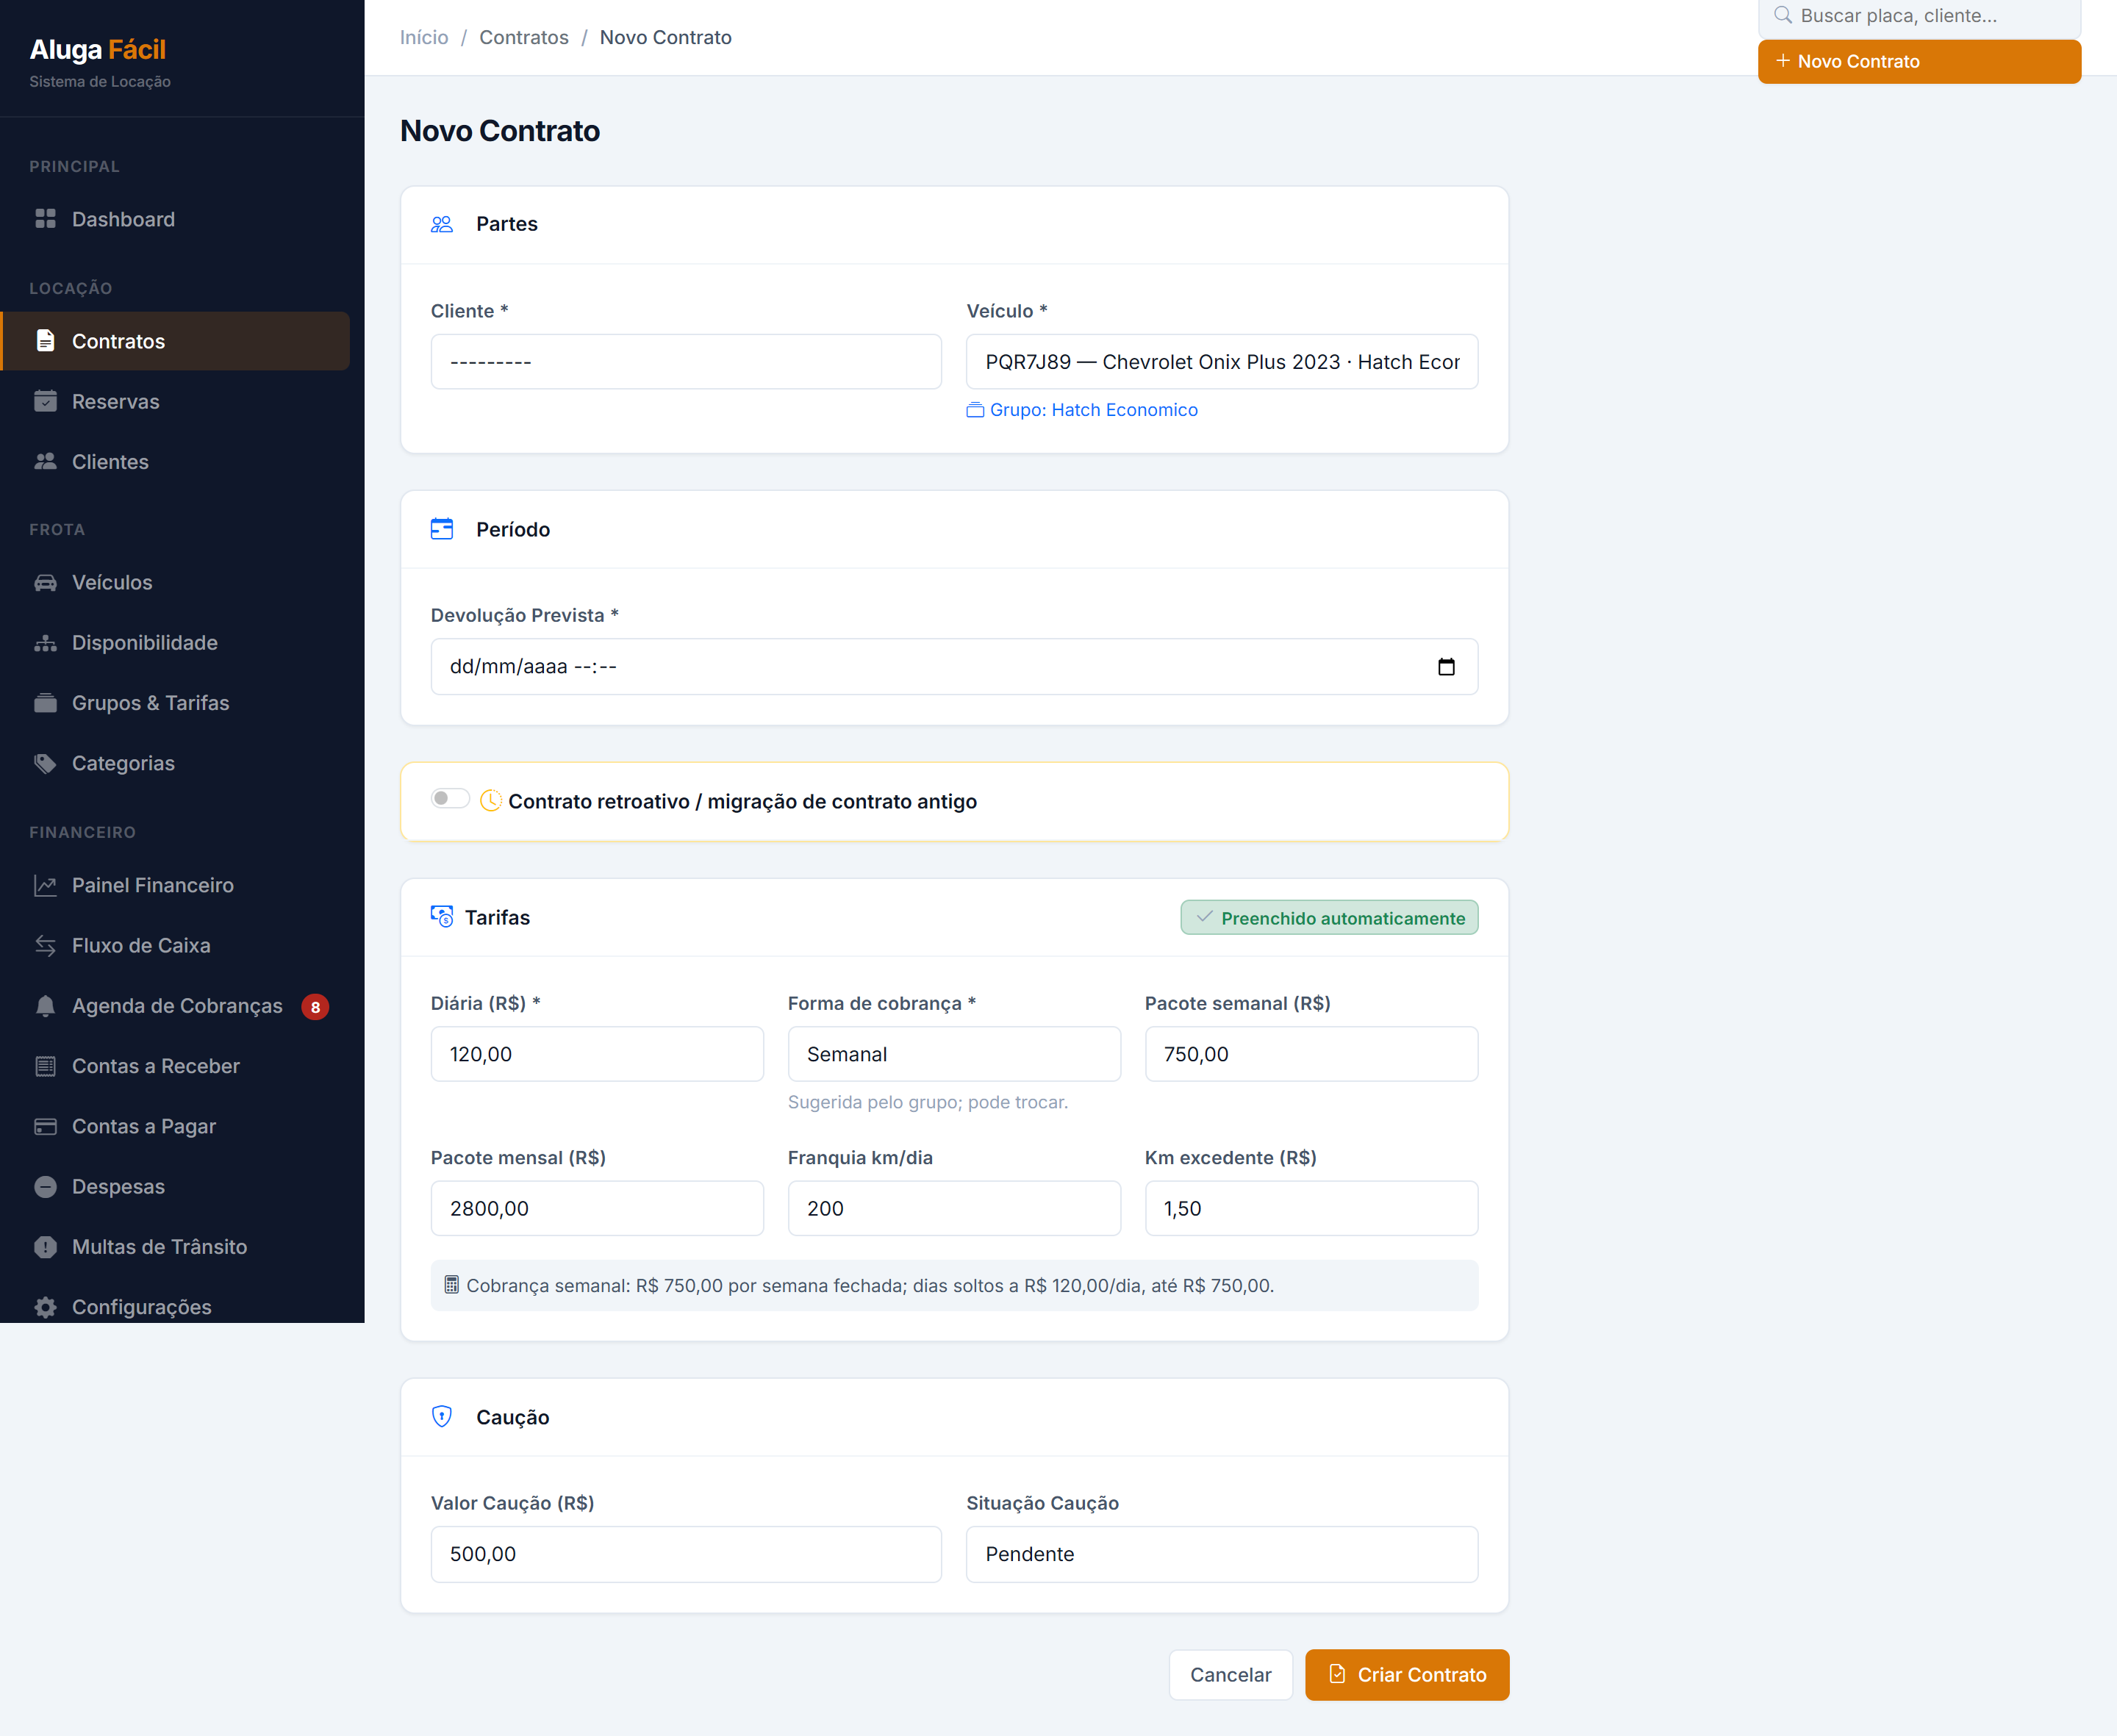 Aluga Fácil
Sistema de Locação
PRINCIPAL
Dashboard
LOCAÇÃO
Contratos
Reservas
Clientes
FROTA
Veículos
Disponibilidade
Grupos & Tarifas
Categorias
FINANCEIRO
Painel Financeiro
Fluxo de Caixa
Agenda de Cobranças 8
Contas a Receber
Contas a Pagar
Despesas
Multas de Trânsito
Configurações
Início / Contratos / Novo Contrato
Buscar placa, cliente...
+ Novo Contrato
Novo Contrato
Partes
Cliente *
---------
Veículo *
PQR7J89 — Chevrolet Onix Plus 2023 · Hatch Ecor
Grupo: Hatch Economico
Período
Devolução Prevista *
dd/mm/aaaa --:--
Contrato retroativo / migração de contrato antigo
Tarifas
Preenchido automaticamente
Diária (R$) *
120,00
Forma de cobrança *
Semanal
Sugerida pelo grupo; pode trocar.
Pacote semanal (R$)
750,00
Pacote mensal (R$)
2800,00
Franquia km/dia
200
Km excedente (R$)
1,50
Cobrança semanal: R$ 750,00 por semana fechada; dias soltos a R$ 120,00/dia, até R$ 750,00.
Caução
Valor Caução (R$)
500,00
Situação Caução
Pendente
Cancelar
Criar Contrato